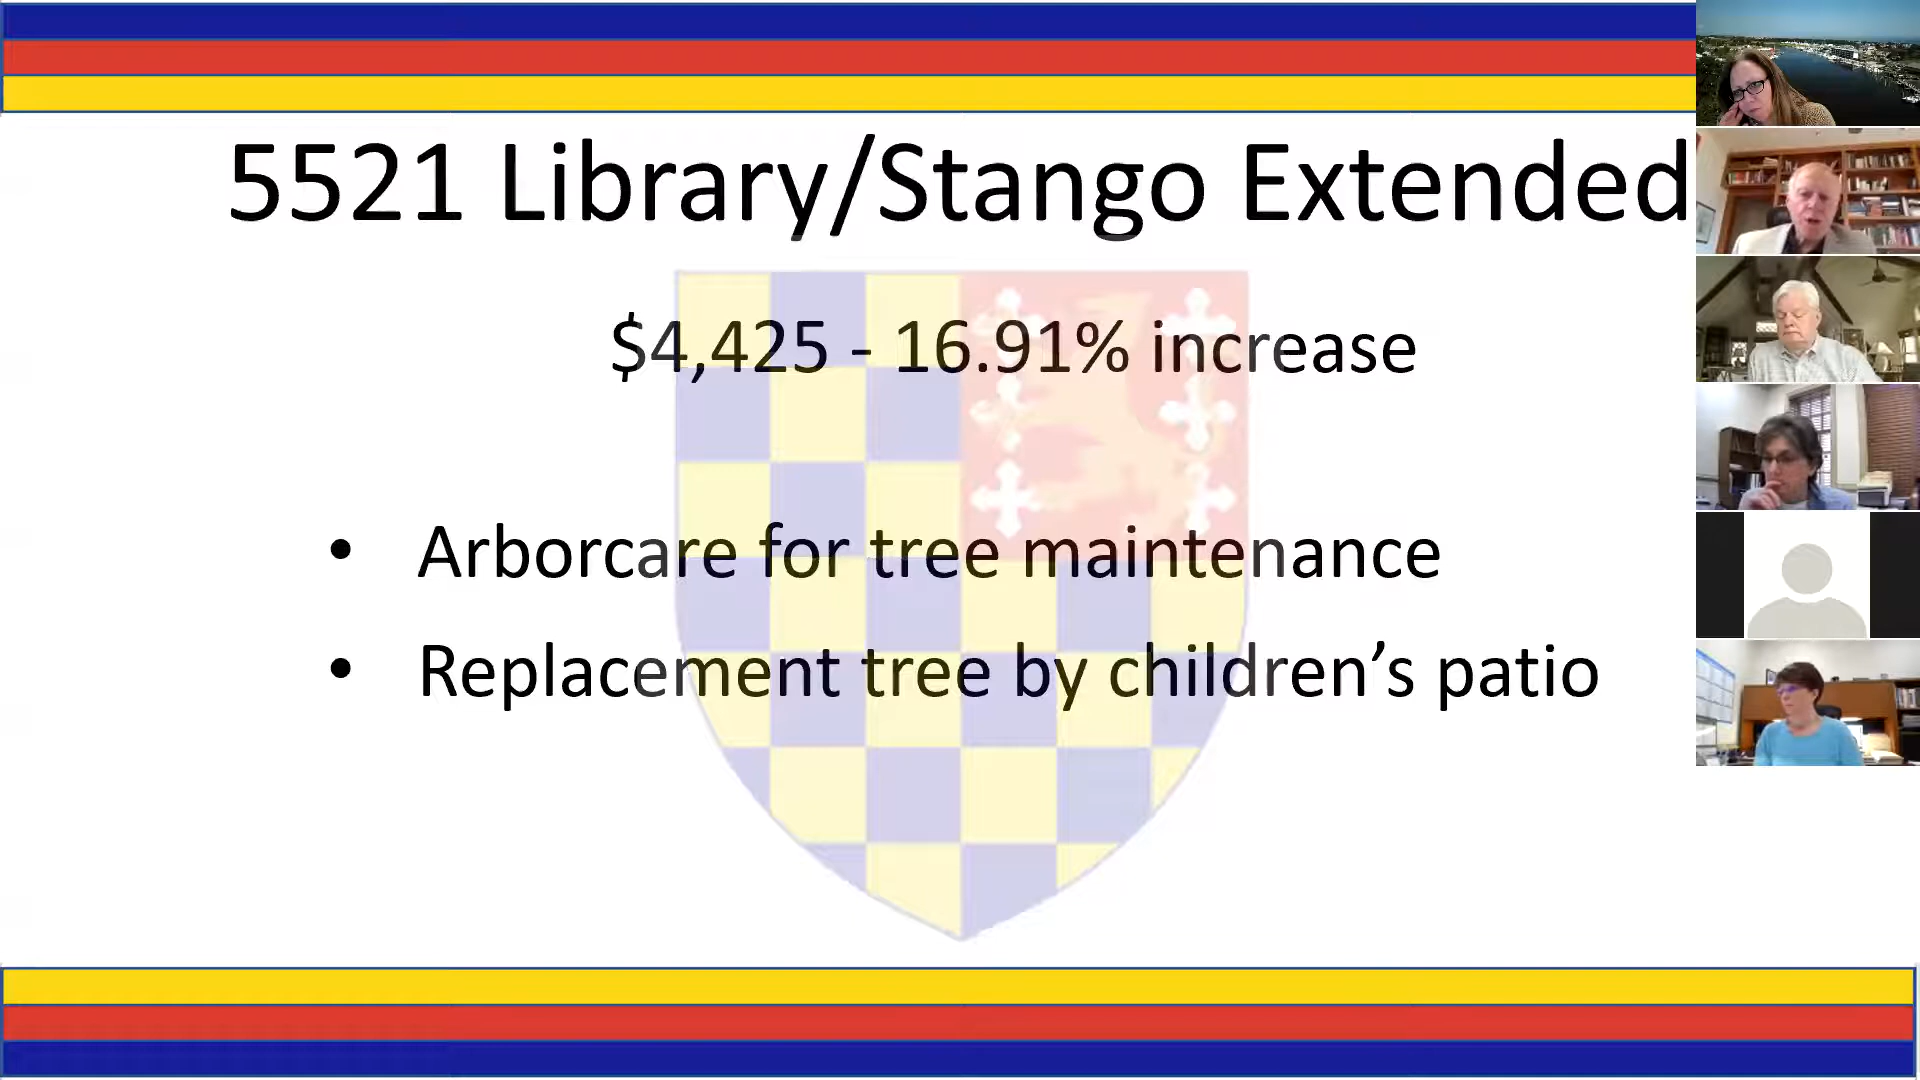 5521 Library/Stango Extended
$4,425 - 16.91% increase
• Arborcare for tree maintenance
• Replacement tree by children’s patio